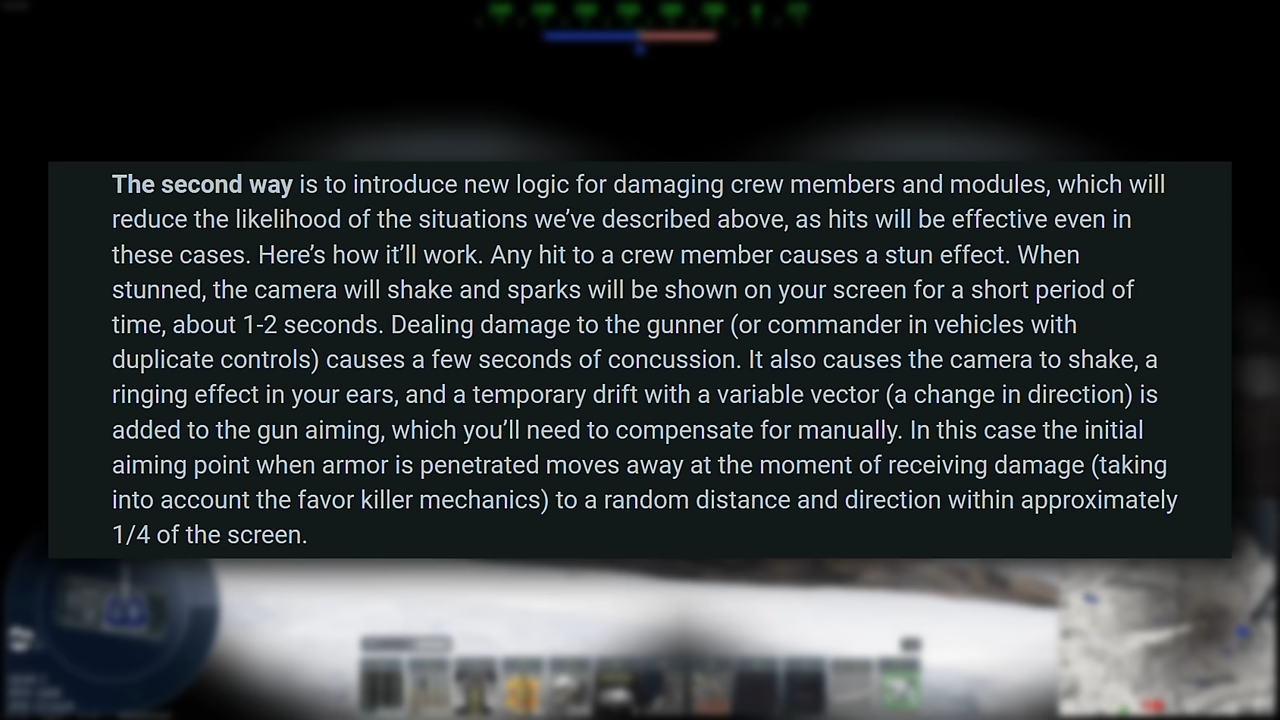 The second way is to introduce new logic for damaging crew members and modules, which will
reduce the likelihood of the situations we’ve described above, as hits will be effective even in
these cases. Here’s how it’ll work. Any hit to a crew member causes a stun effect. When
stunned, the camera will shake and sparks will be shown on your screen for a short period of
time, about 1-2 seconds. Dealing damage to the gunner (or commander in vehicles with
duplicate controls) causes a few seconds of concussion. It also causes the camera to shake, a
ringing effect in your ears, and a temporary drift with a variable vector (a change in direction) is
added to the gun aiming, which you’ll need to compensate for manually. In this case the initial
aiming point when armor is penetrated moves away at the moment of receiving damage (taking
into account the favor killer mechanics) to a random distance and direction within approximately
1/4 of the screen.